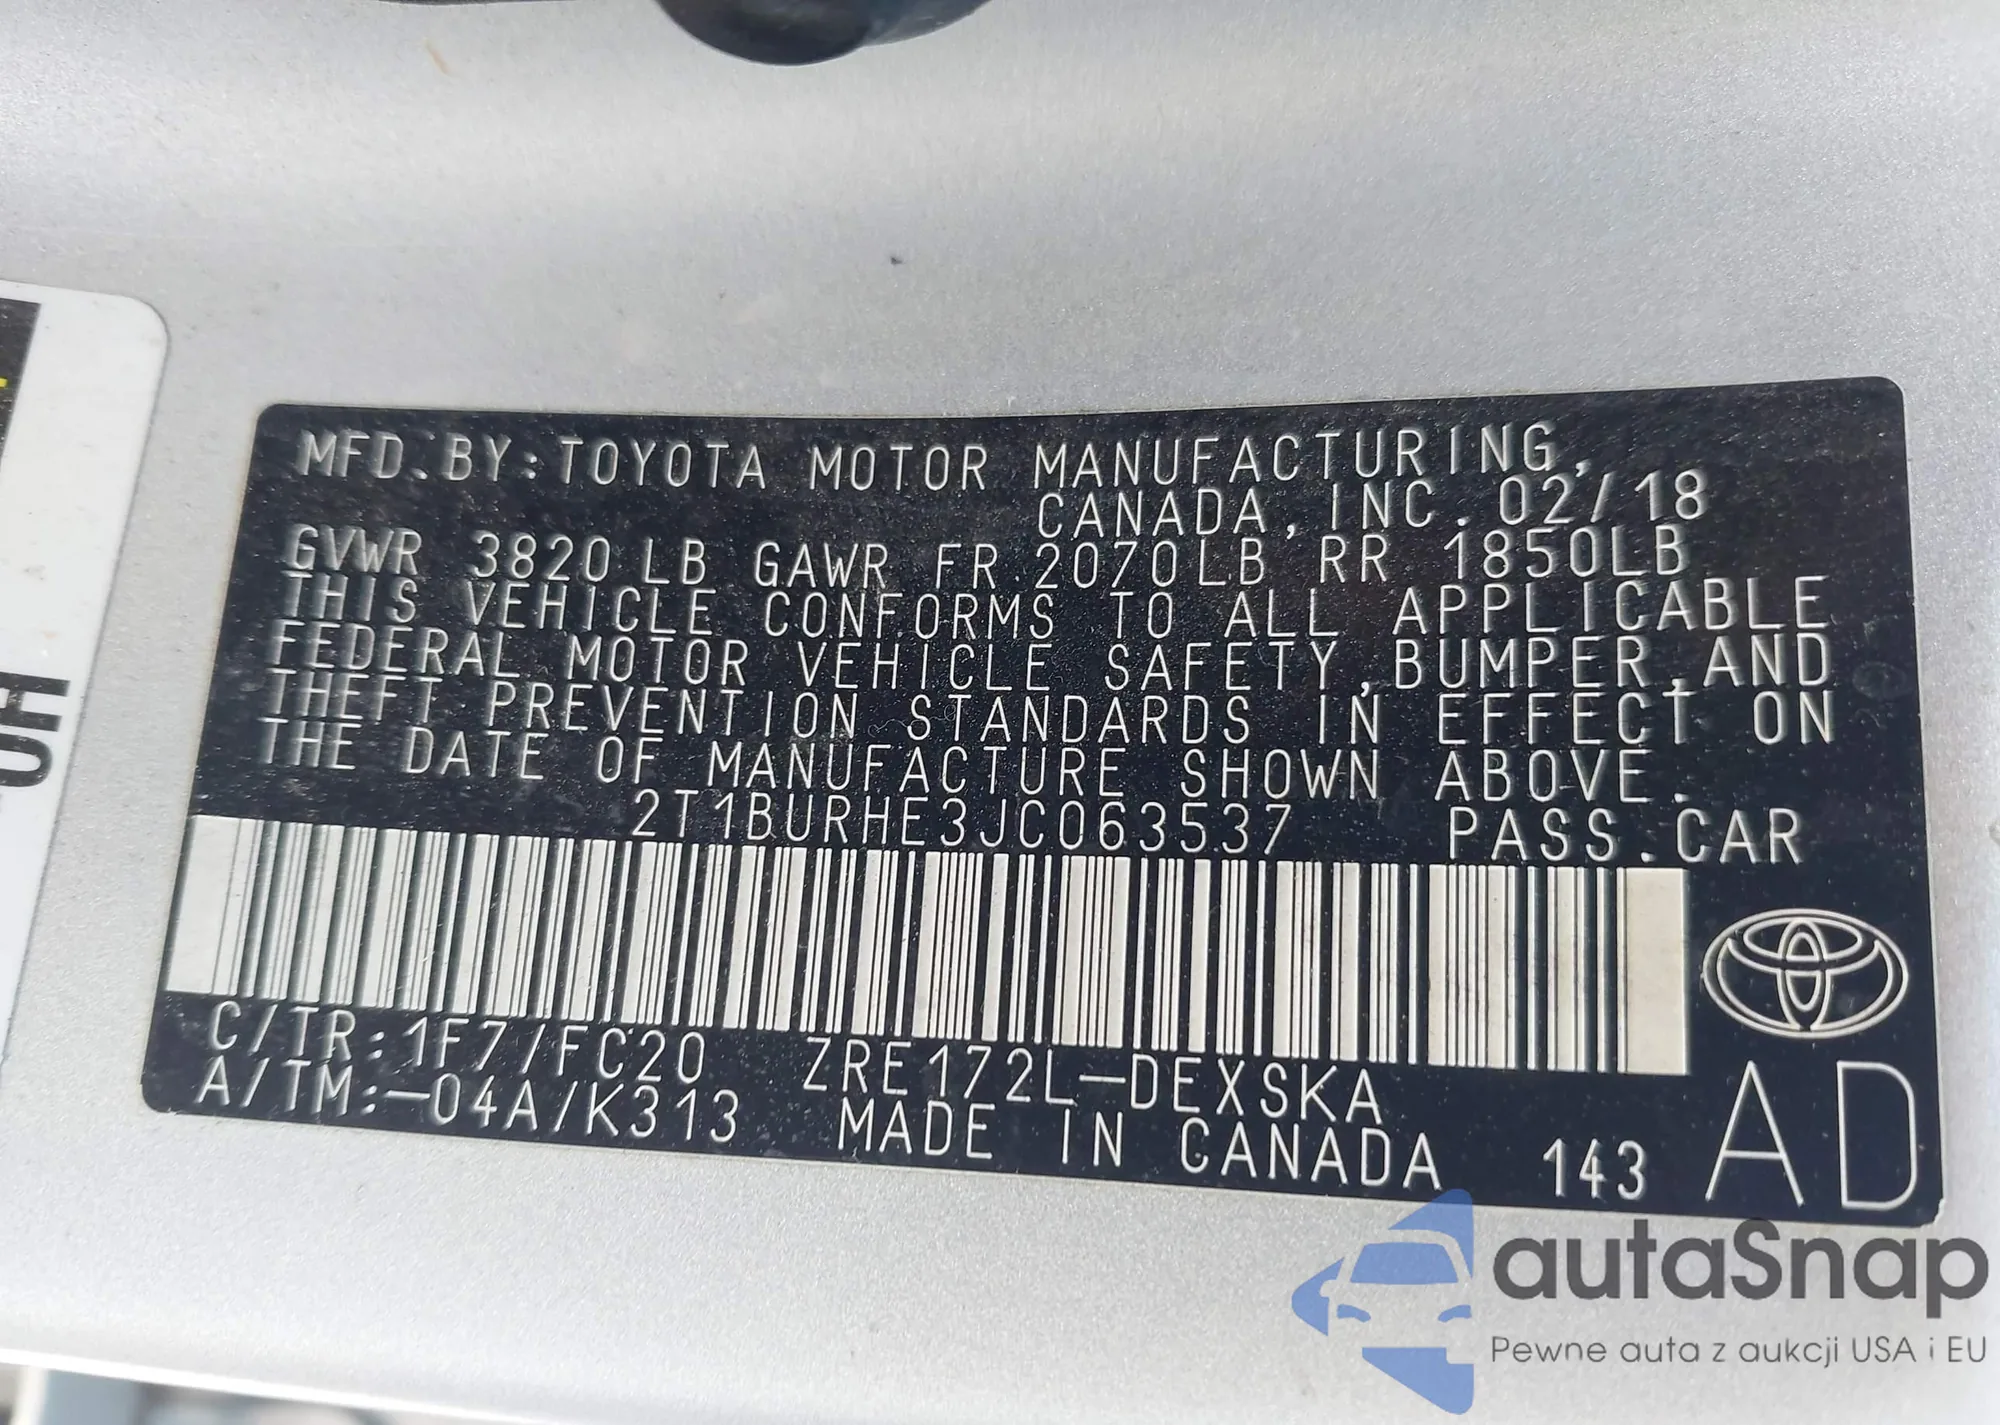 MFD.BY:TOYOTA MOTOR MANUFACTURING,
CANADA,INC. 02/18
GVWR 3820 LB GAWR FR 2070LB RR 1850LB
THIS VEHICLE CONFORMS TO ALL APPLICABLE
FEDERAL MOTOR VEHICLE SAFETY,BUMPER,AND
THEFT PREVENTION STANDARDS IN EFFECT ON
THE DATE OF MANUFACTURE SHOWN ABOVE.
2T1BURHE3JC063537 PASS.CAR
C/TR:1F7/FC20 ZRE172L-DEXSKA
A/TM:-04A/K313 MADE IN CANADA 143 AD
autaSnap
Pewne auta z aukcji USA i EU